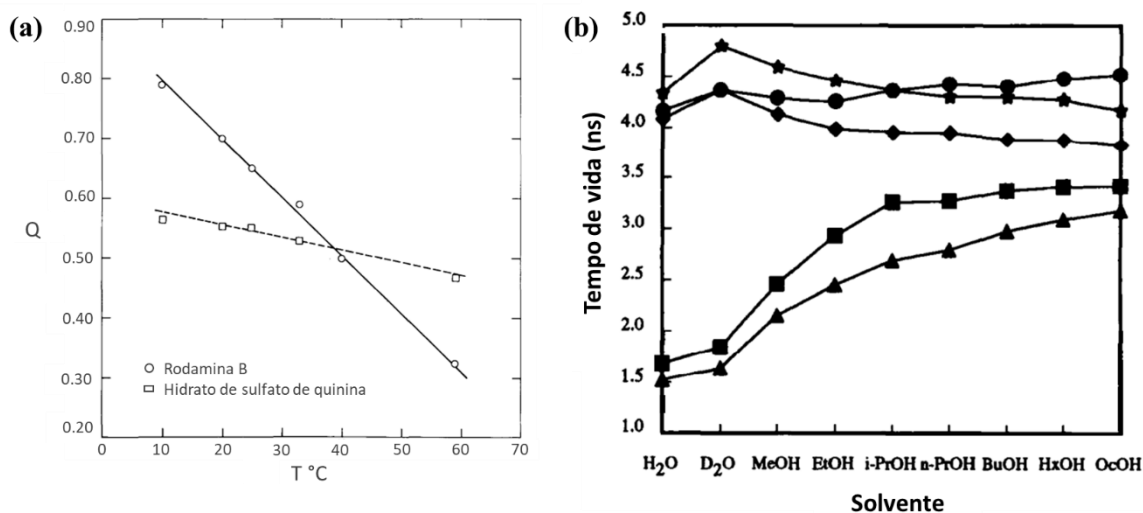 (a)
0.90
0.80
0.70
0.60
Q
0.50
0.40
0.30
0.20
Rodamina B
Hidrato de sulfato de quinina
0 10 20 30 40 50 60 70
T °C
(b)
5.0
4.5
4.0
3.5
3.0
2.5
2.0
1.5
1.0
Tempo de vida (ns)
H₂O D₂O MeOH EtOH i-PrOH n-PrOH BuOH HxOH OcOH
Solvente